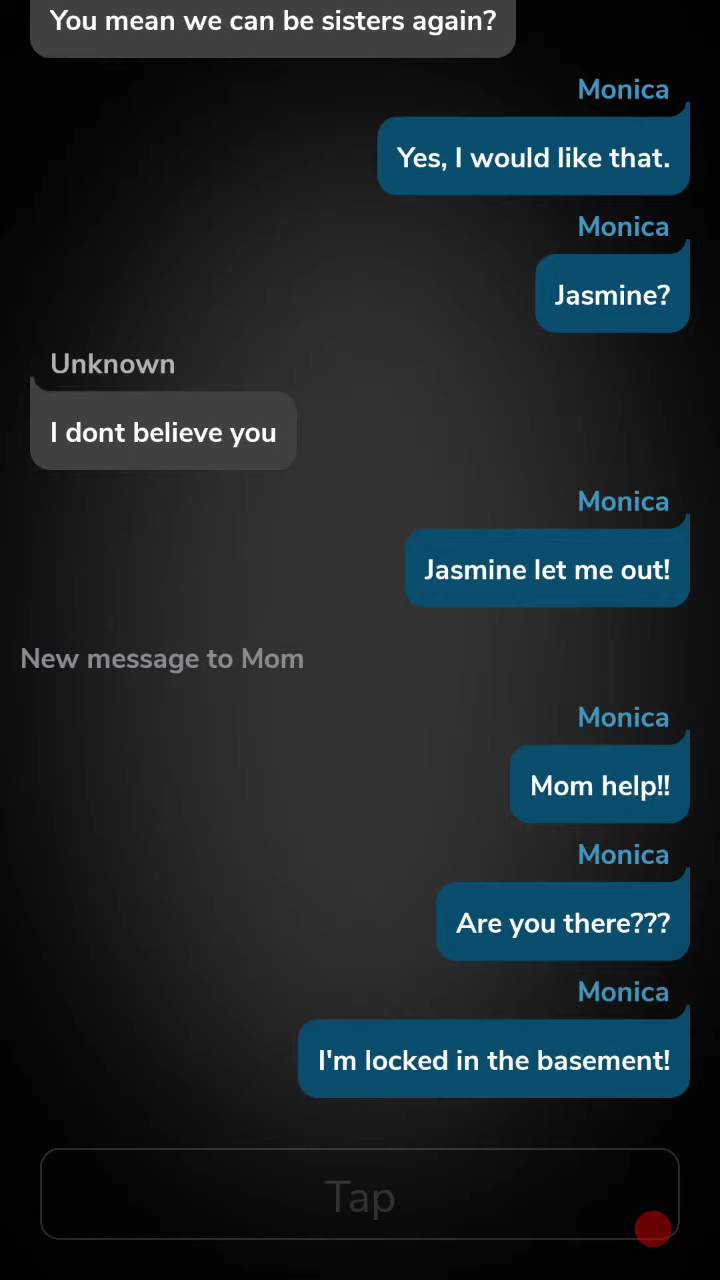 You mean we can be sisters again?
Monica
Yes, I would like that.
Monica
Jasmine?
Unknown
I dont believe you
Monica
Jasmine let me out!
New message to Mom
Monica
Mom help!!
Monica
Are you there???
Monica
I'm locked in the basement!
Tap